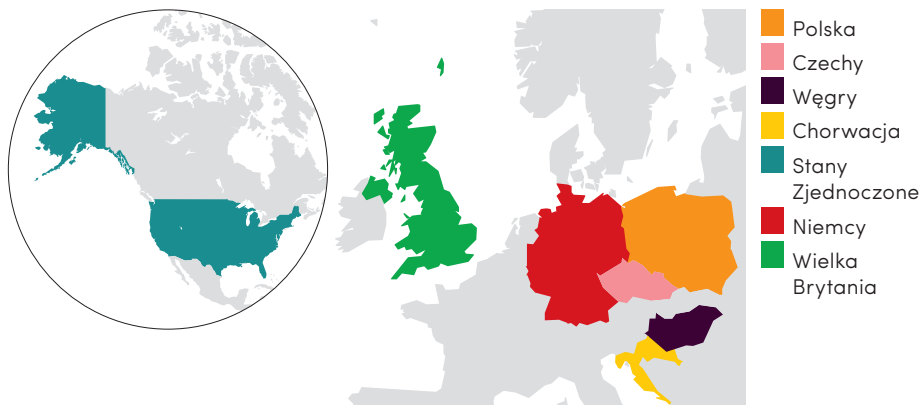 Polska
Czechy
Węgry
Chorwacja
Stany
Zjednoczone
Niemcy
Wielka
Brytania